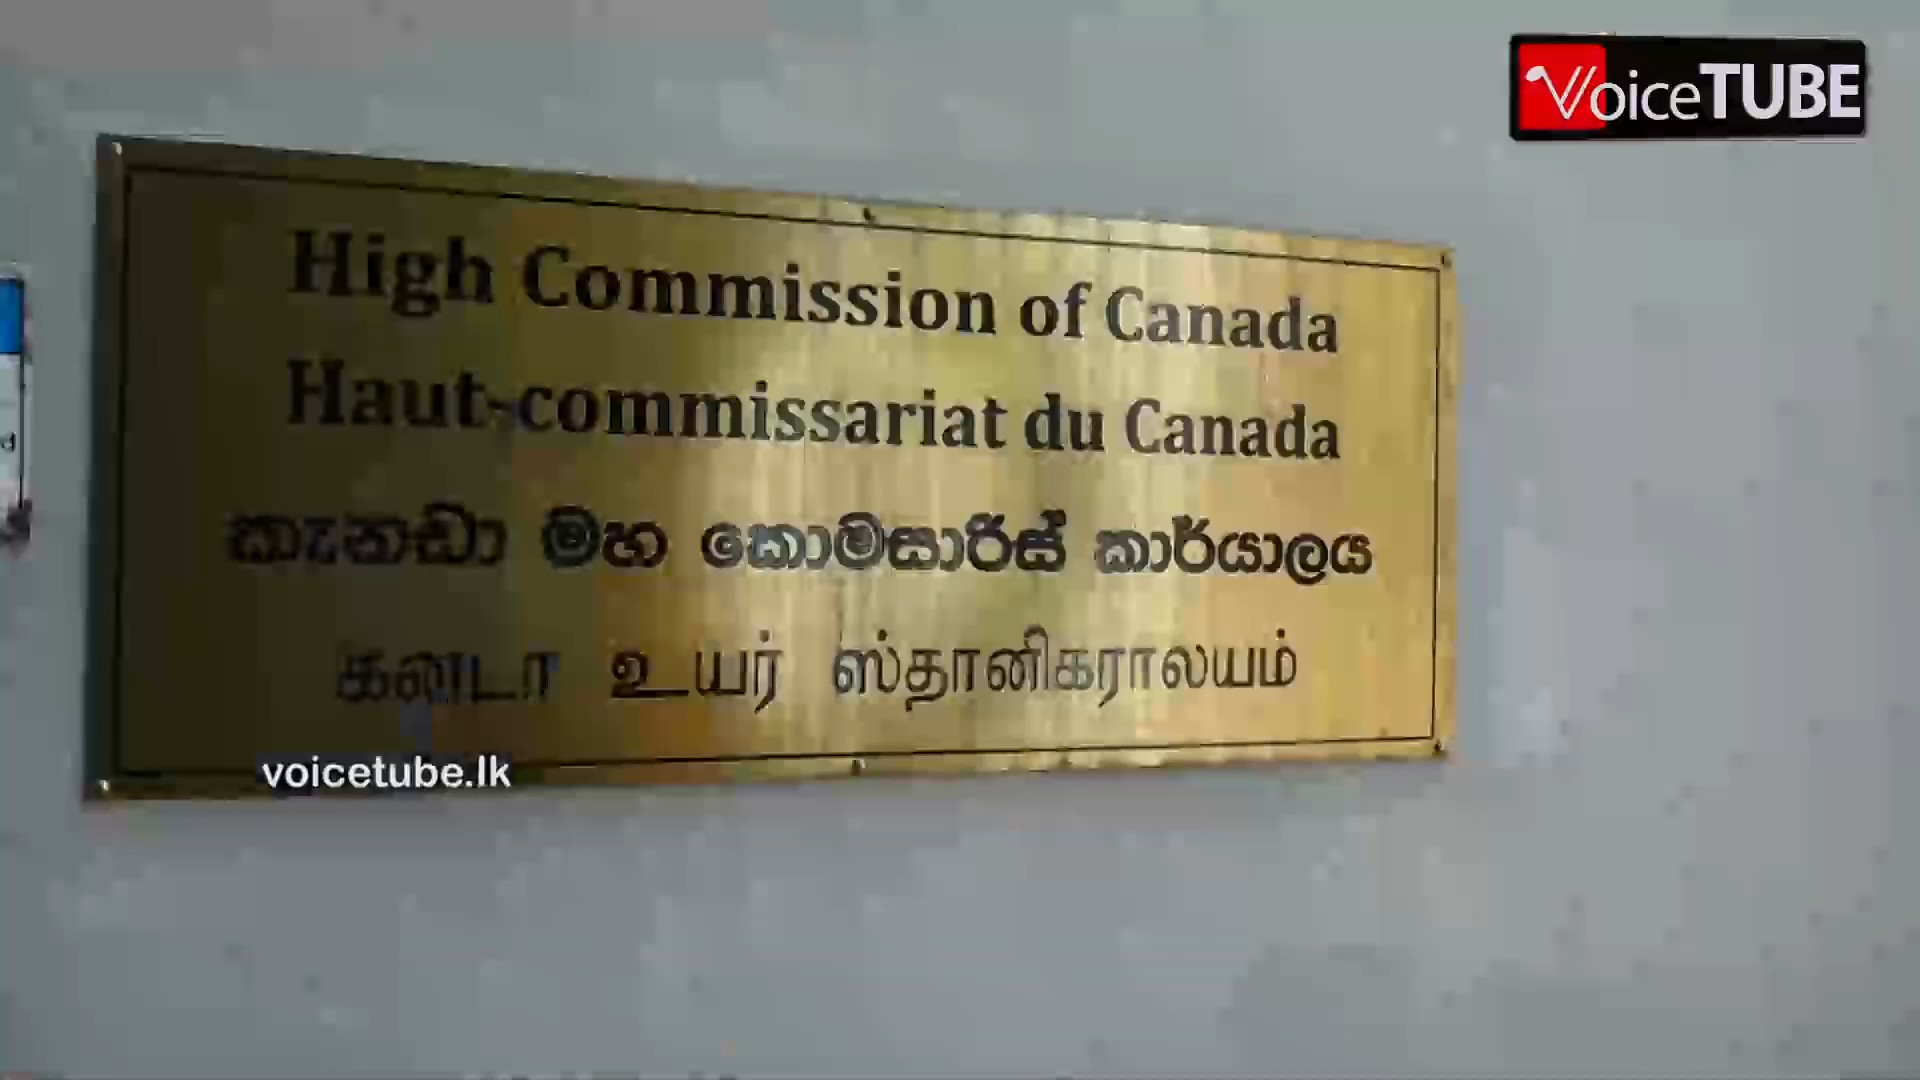 VoiceTUBE
High Commission of Canada
Haut-commissariat du Canada
කැනඩා මහ කොමසාරිස් කාර්යාලය
கனடா உயர் ஸ்தானிகராலயம்
voicetube.lk